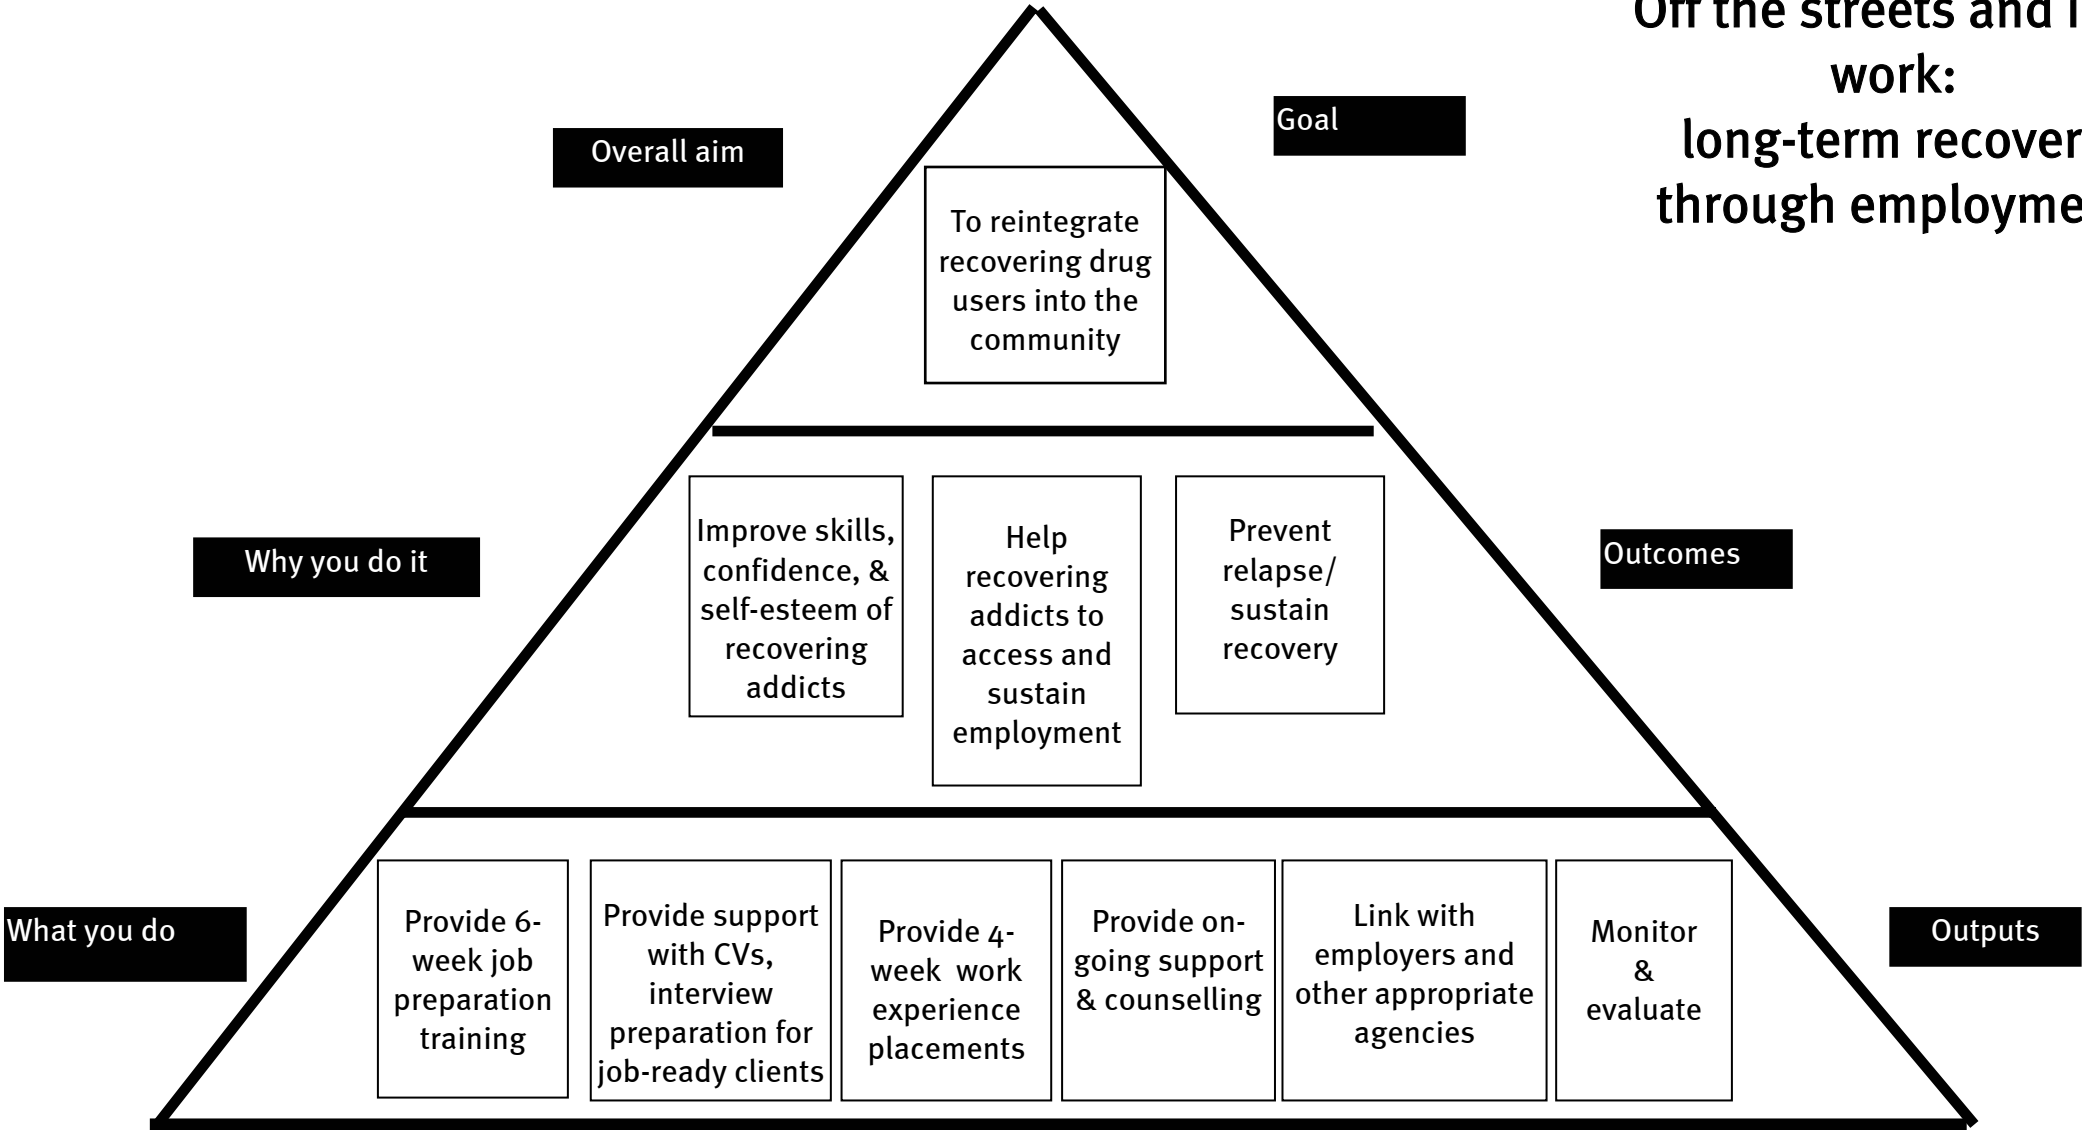 Off the streets and
work:
long-term
through
Goal
Overall aim
To reintegrate
recovering drug
users into the
community
Why you do it
Improve skills,
confidence, &
self-esteem of
recovering
addicts
Help
recovering
addicts to
access and
sustain
employment
Prevent
relapse/
sustain
recovery
Outcomes
What you do
Provide 6-
week job
preparation
training
Provide support
with CVs,
interview
preparation for
job-ready clients
Provide 4-
week  work
experience
placements
Provide on-
going support
& counselling
Link with
employers and
other appropriate
agencies
Monitor
&
evaluate
Outputs